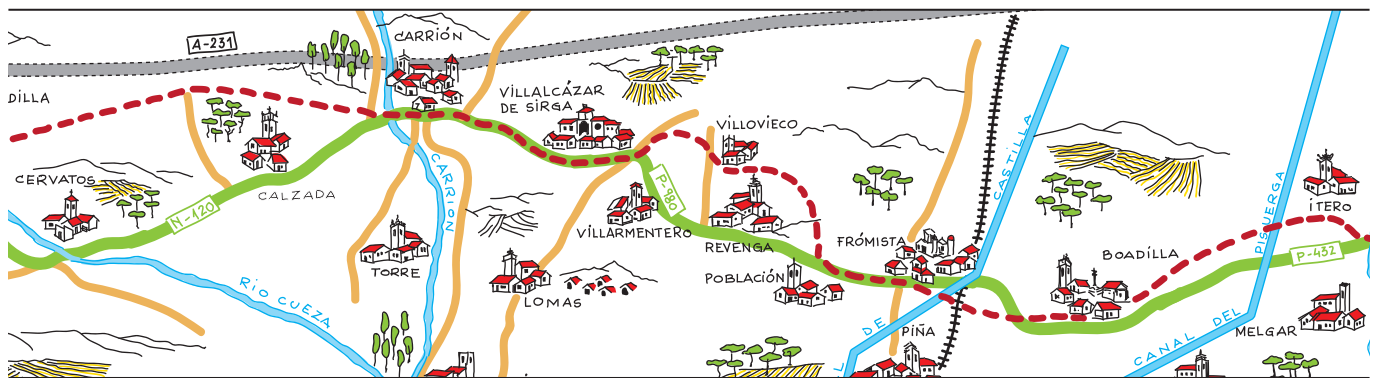 A-231
CARRIÓN
DILLA
VILLALCÁZAR
DE SIRGA
VILLOVIECO
CASTILLA
CERVATOS
CALZADA
N-120
CARRION
P-980
PISUERGA
ITERO
VILLARMENTERO
REVENGA
FRÓMISTA
BOADILLA
P-432
TORRE
LOMAS
POBLACIÓN
RIO CUEZA
DE
PIÑA
CANAL DEL
MELGAR
L